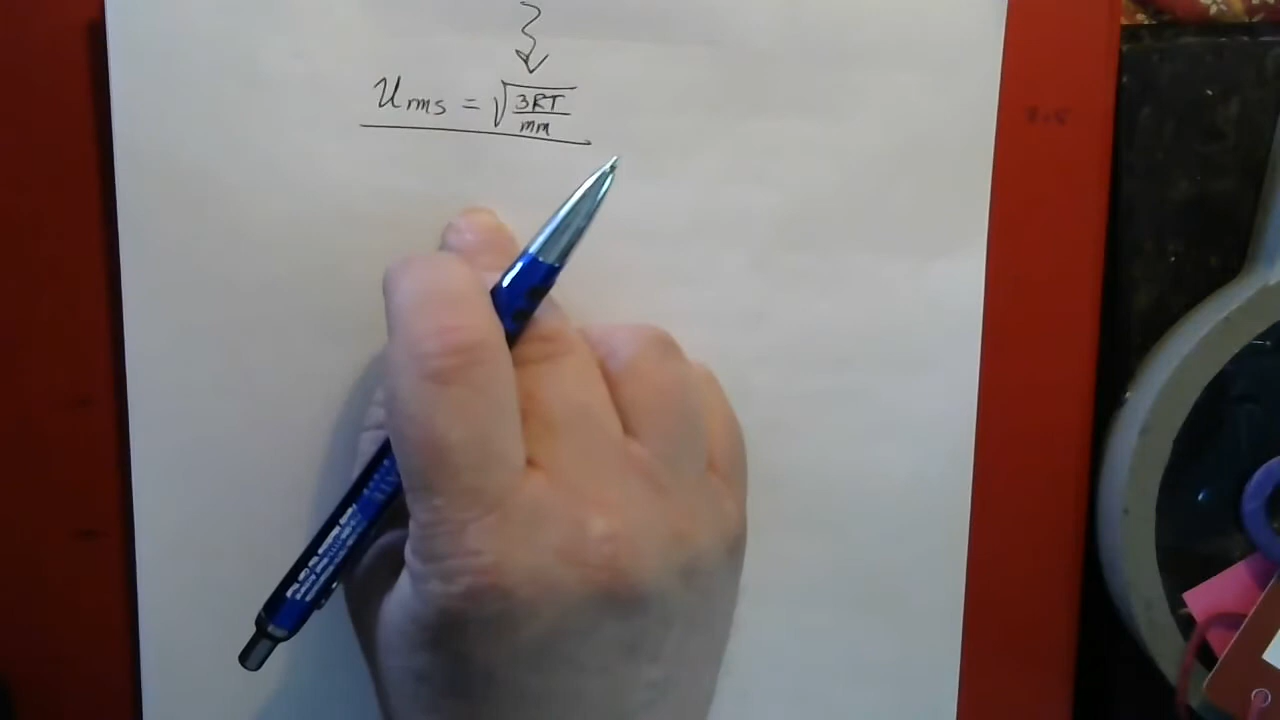 Urms = √(3RT/mm)